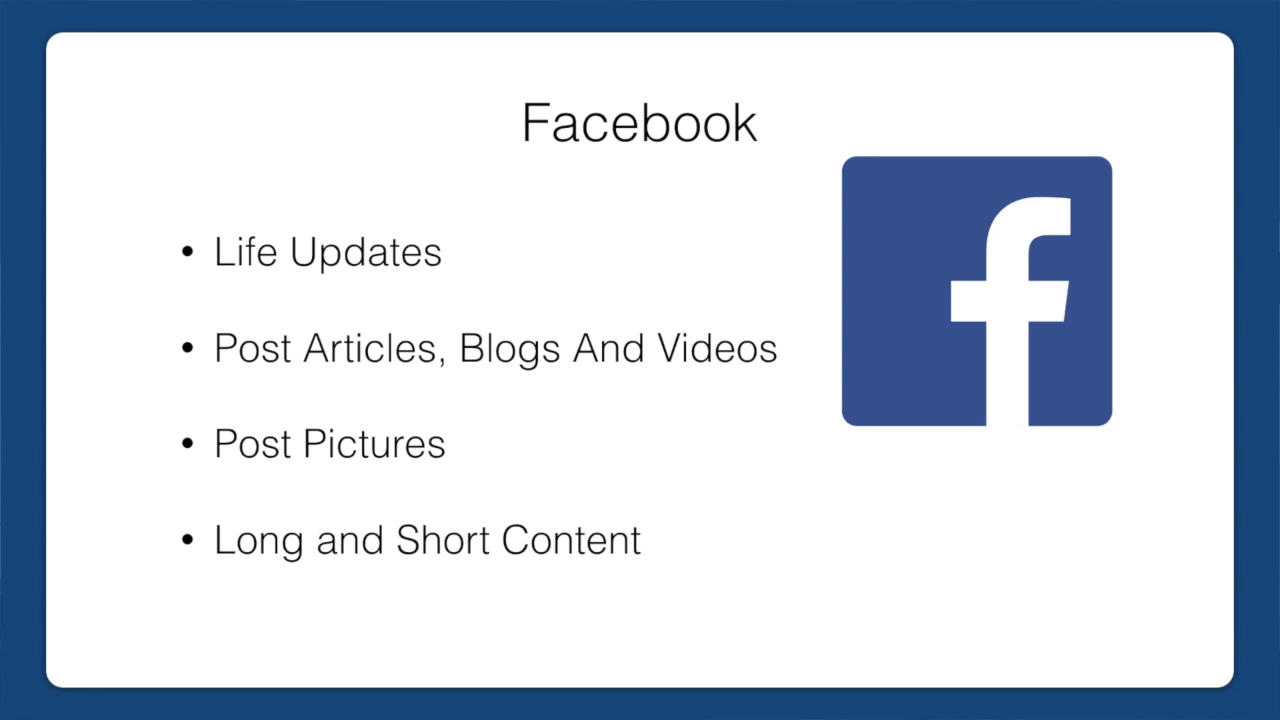 Facebook
• Life Updates
• Post Articles, Blogs And Videos
• Post Pictures
• Long and Short Content